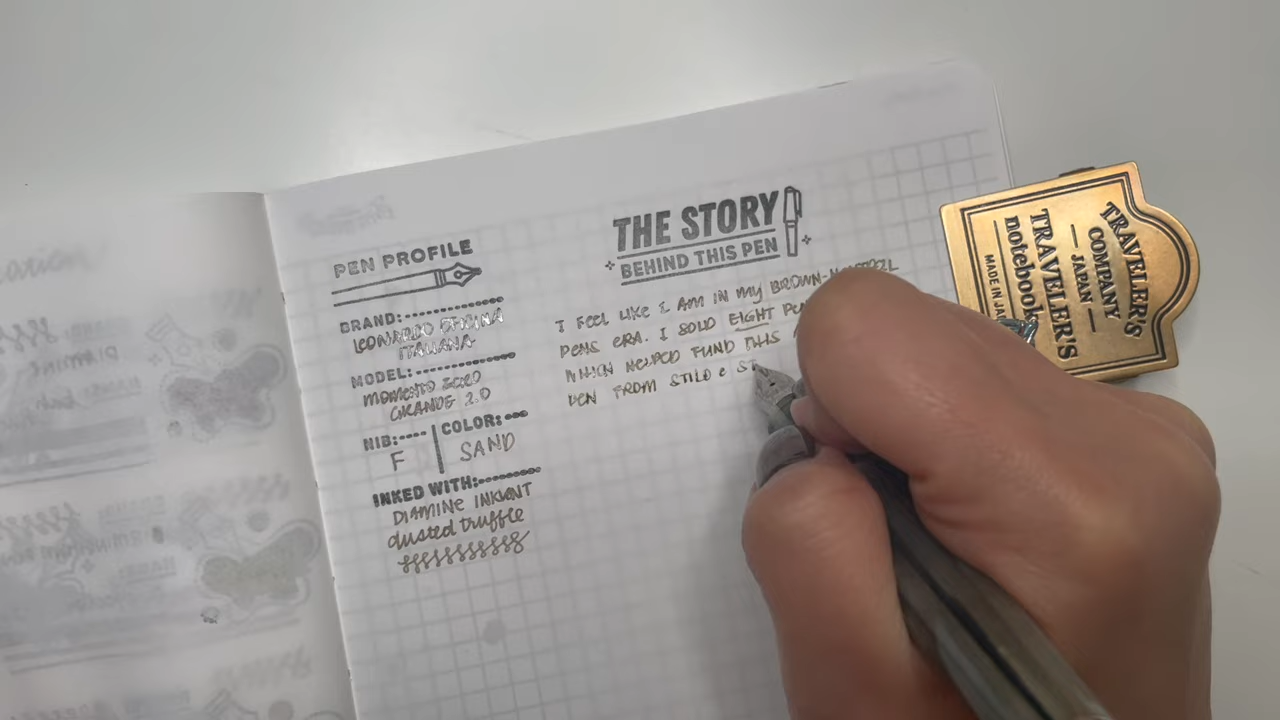 PEN PROFILE
BRAND:
LEONARDO OFFICINA
ITALIANA
MODEL:
MOMENTO ZERO
GRANDE 2.0
NIB:
F
COLOR:
SAND
INKED WITH:
DIAMINE INKVENT
dusted truffle
THE STORY
BEHIND THIS PEN
I FEEL LIKE I AM IN my BROWN-
PENS ERA. I SOLD EIGHT
WHICH HELPED FUND THIS
PEN FROM STILO e ST
TRAVELER'S
COMPANY
JAPAN
TRAVELER'S
notebook
MADE IN JA